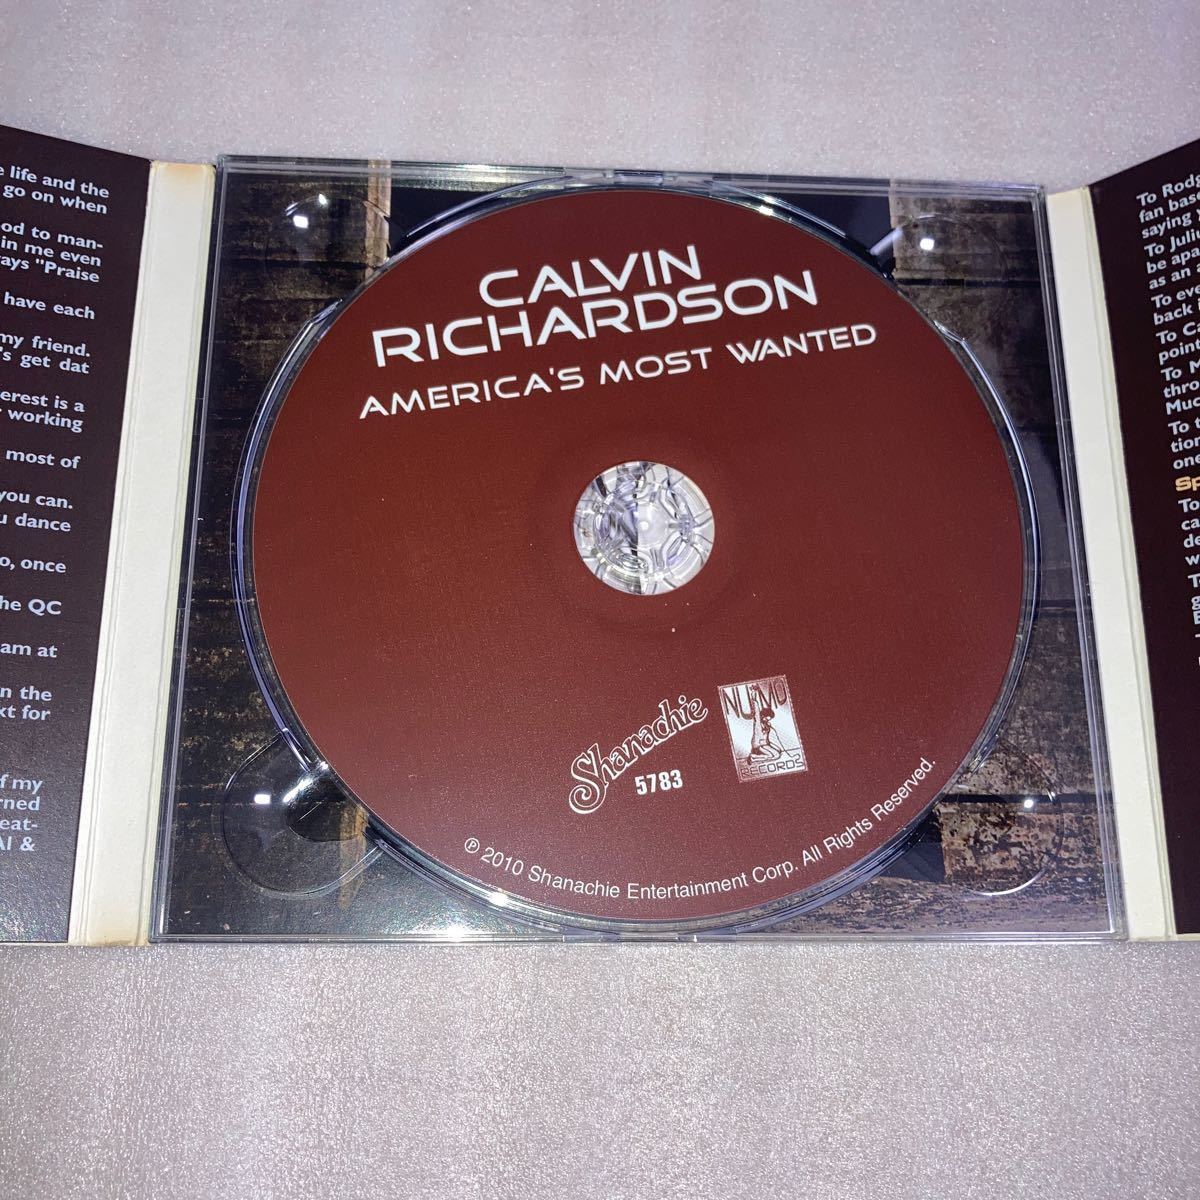 e life and the
go on when
od to man-
in me even
ays "Praise
have each
my friend.
's get dat
erest is a
working
most of
you can.
u dance
o, once
he QC
am at
n the
xt for
f my
rned
eat-
AI &
CALVIN
RICHARDSON
AMERICA'S MOST WANTED
Shanachie
5783
NU MO
RECORDS
℗ 2010 Shanachie Entertainment Corp. All Rights Reserved.
To Rodg
fan bas
saying
To Juliu
be apa
as an
To eve
back
To C
point
To M
thro
Muc
To t
tion
one
Sp
To
ca
de
w
T
g